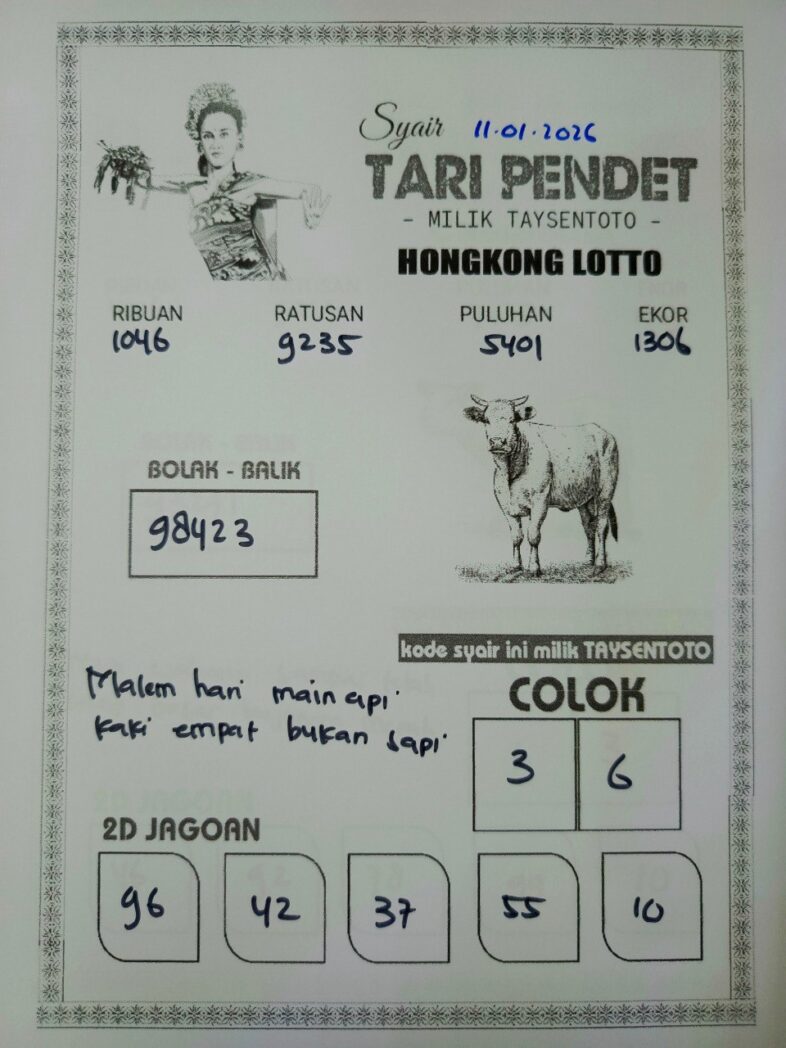 Syair 11.01.2026
TARI PENDET
- MILIK TAYSENTOTO -
HONGKONG LOTTO
RIBUAN RATUSAN PULUHAN EKOR
1046 9235 5401 1306
BOLAK - BALIK
98423
kode syair ini milik TAYSENTOTO
Malem hari main api
kaki empat bukan sapi
COLOK
3 6
2D JAGOAN
96 42 37 55 10